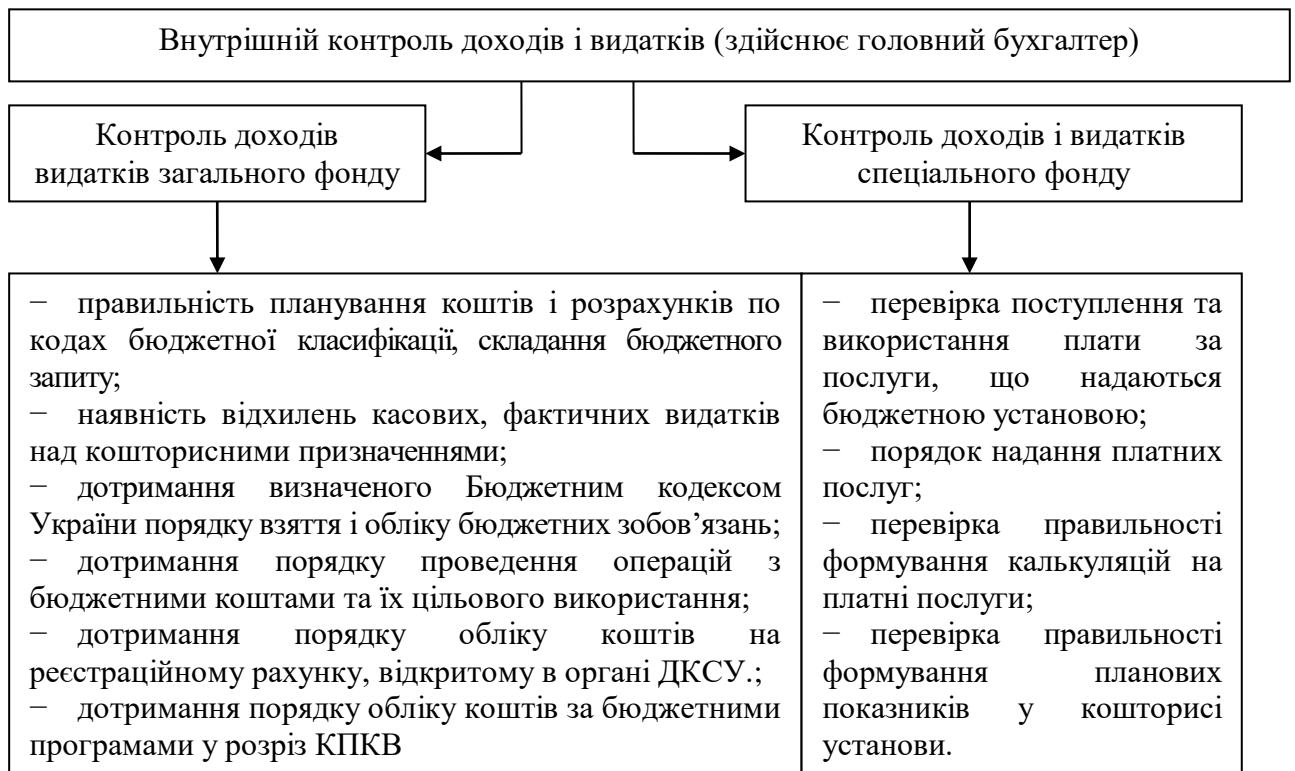 Внутрішній контроль доходів і видатків (здійснює головний бухгалтер)
Контроль доходів
видатків загального фонду
Контроль доходів і видатків
спеціального фонду
− правильність планування коштів і розрахунків по
кодах бюджетної класифікації, складання бюджетного
запиту;
− наявність відхилень касових, фактичних видатків
над кошторисними призначеннями;
− дотримання визначеного Бюджетним кодексом
України порядку взяття і обліку бюджетних зобов’язань;
− дотримання порядку проведення операцій з
бюджетними коштами та їх цільового використання;
− дотримання порядку обліку коштів на
реєстраційному рахунку, відкритому в органі ДКСУ.;
− дотримання порядку обліку коштів за бюджетними
програмами у розріз КПКВ
− перевірка поступлення та
використання плати за
послуги, що надаються
бюджетною установою;
− порядок надання платних
послуг;
− перевірка правильності
формування калькуляцій на
платні послуги;
− перевірка правильності
формування планових
показників у кошторисі
установи.